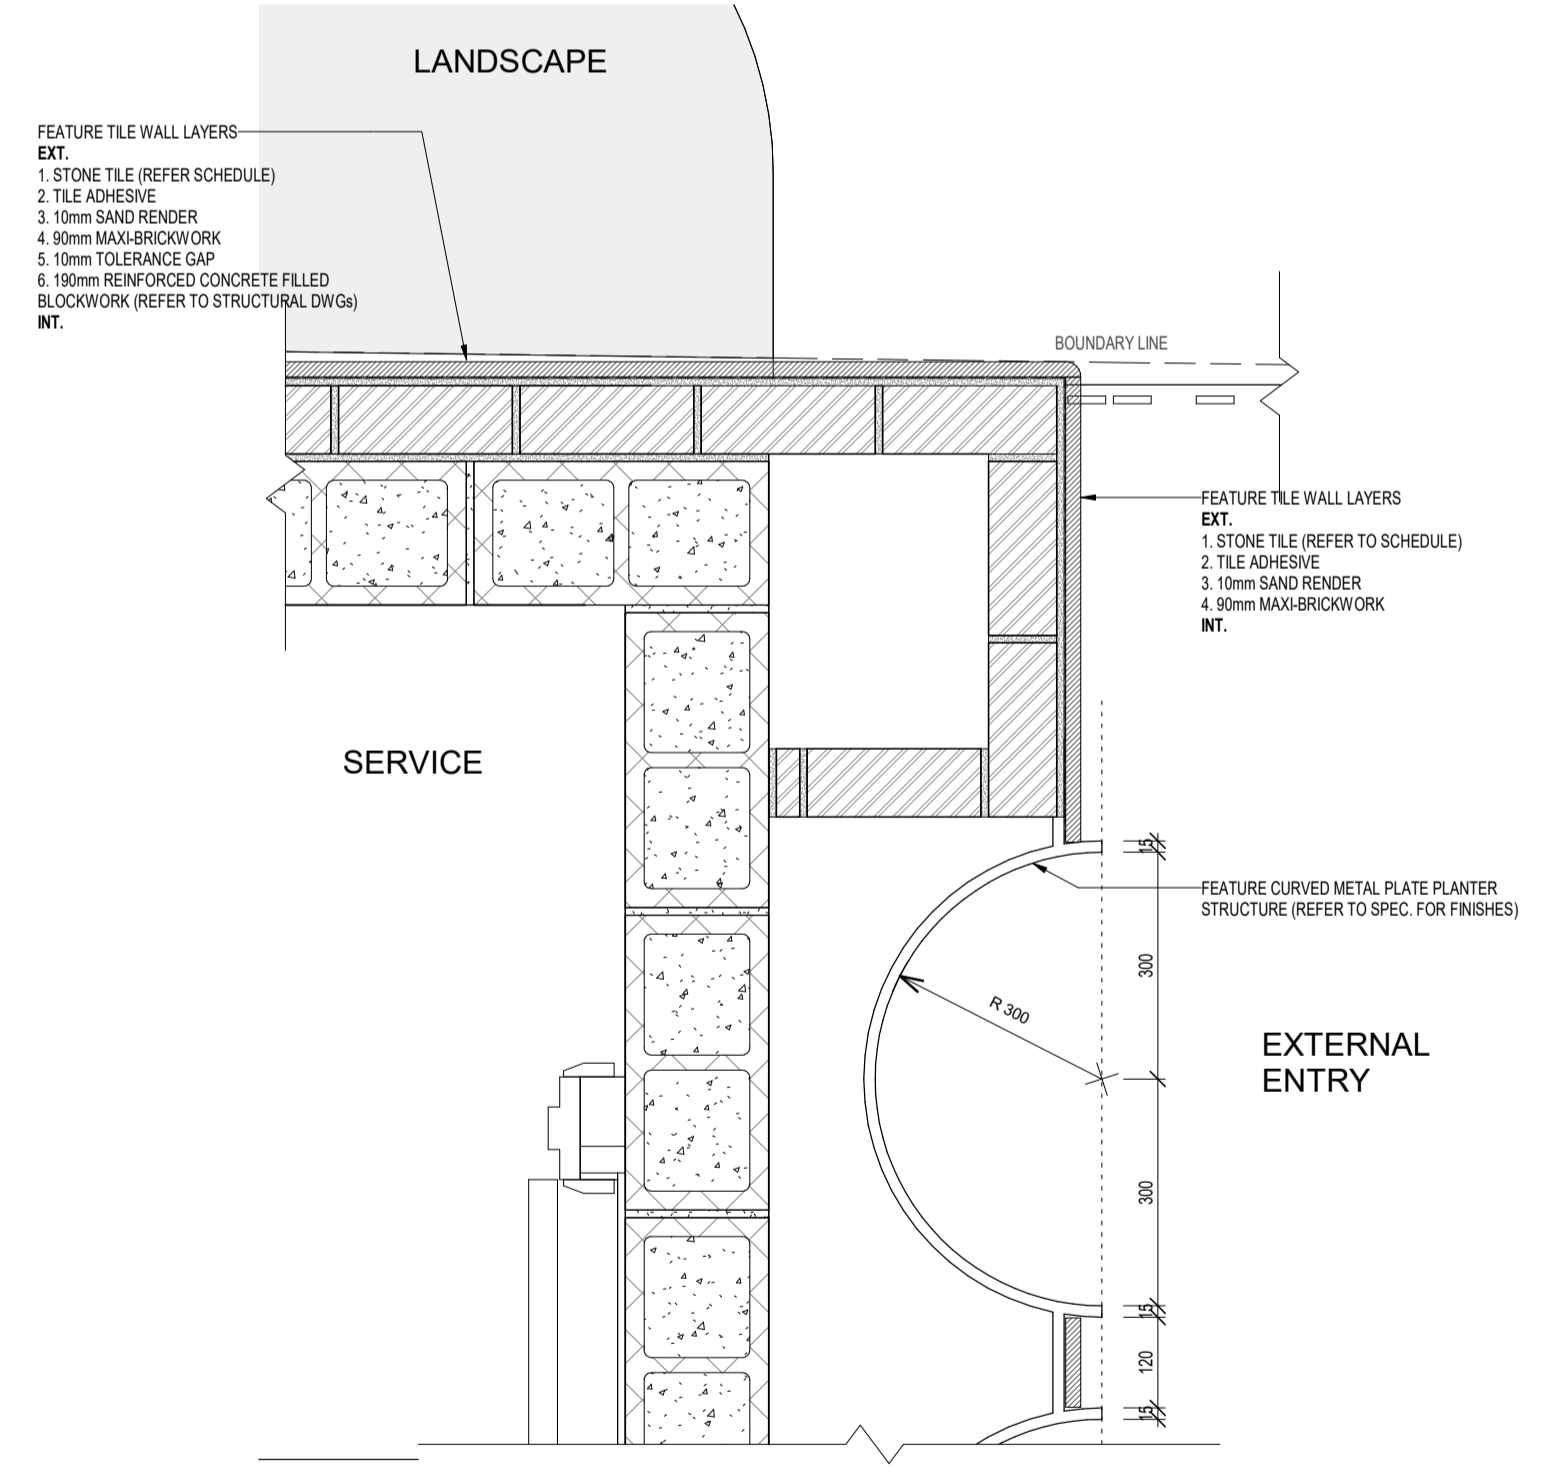 LANDSCAPE
FEATURE TILE WALL LAYERS
EXT.
1. STONE TILE (REFER SCHEDULE)
2. TILE ADHESIVE
3. 10mm SAND RENDER
4. 90mm MAXI-BRICKWORK
5. 10mm TOLERANCE GAP
6. 190mm REINFORCED CONCRETE FILLED
BLOCKWORK (REFER TO STRUCTURAL DWGs)
INT.
BOUNDARY LINE
FEATURE TILE WALL LAYERS
EXT.
1. STONE TILE (REFER TO SCHEDULE)
2. TILE ADHESIVE
3. 10mm SAND RENDER
4. 90mm MAXI-BRICKWORK
INT.
SERVICE
15
FEATURE CURVED METAL PLATE PLANTER
STRUCTURE (REFER TO SPEC. FOR FINISHES)
300
R 300
EXTERNAL
ENTRY
300
15
120
15